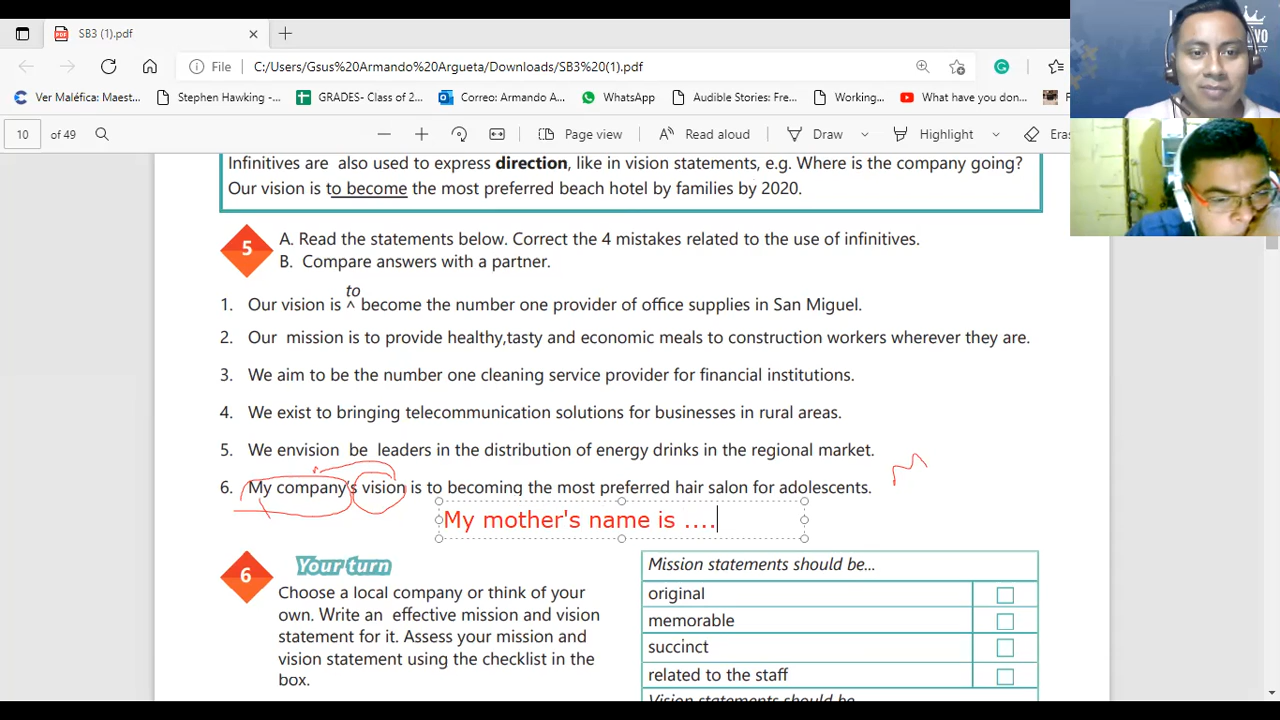 SB3 (1).pdf
File C:/Users/Gsus%20Armando%20Argueta/Downloads/SB3%20(1).pdf
Ver Maléfica: Maest... Stephen Hawking -... GRADES- Class of 2... Correo: Armando A... WhatsApp Audible Stories: Fre... Working... What have you don...
10 of 49 Page view Read aloud Draw Highlight Eras
Infinitives are also used to express direction, like in vision statements, e.g. Where is the company going?
Our vision is to become the most preferred beach hotel by families by 2020.
5 A. Read the statements below. Correct the 4 mistakes related to the use of infinitives.
B. Compare answers with a partner.
to
1. Our vision is ^ become the number one provider of office supplies in San Miguel.
2. Our mission is to provide healthy,tasty and economic meals to construction workers wherever they are.
3. We aim to be the number one cleaning service provider for financial institutions.
4. We exist to bringing telecommunication solutions for businesses in rural areas.
5. We envision be leaders in the distribution of energy drinks in the regional market.
6. My company's vision is to becoming the most preferred hair salon for adolescents.
My mother's name is ....
6 Your turn
Choose a local company or think of your
own. Write an effective mission and vision
statement for it. Assess your mission and
vision statement using the checklist in the
box.
Mission statements should be...
original
memorable
succinct
related to the staff
Vision statements should be